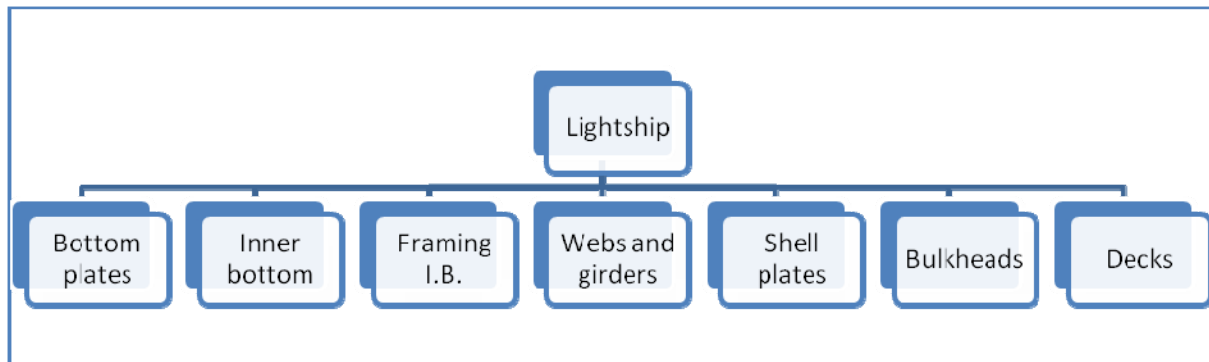 Lightship
Bottom
plates
Inner
bottom
Framing
I.B.
Webs and
girders
Shell
plates
Bulkheads
Decks